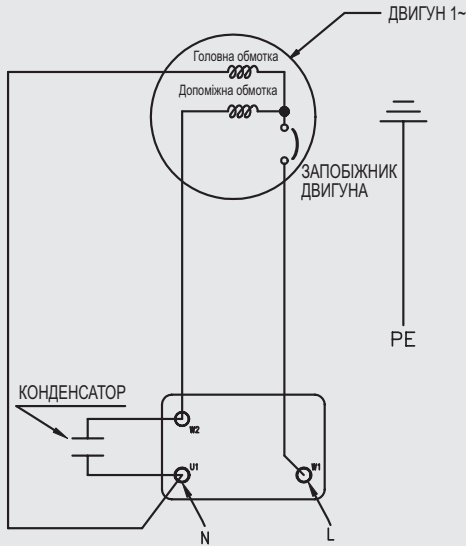 ДВИГУН 1~
Головна обмотка
Допоміжна обмотка
ЗАПОБІЖНИК
ДВИГУНА
PE
КОНДЕНСАТОР
W2
U1
W1
N
L